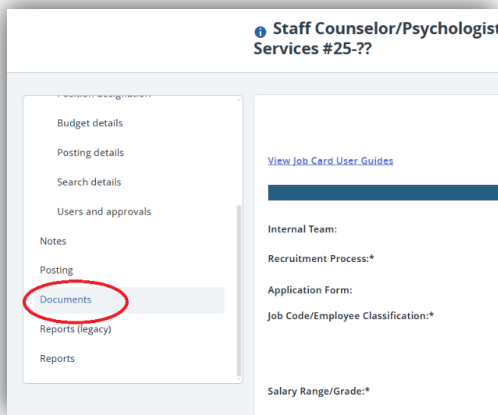 Staff Counselor/Psychologist
Services #25-??
Position Designation
Budget details
Posting details
Search details
Users and approvals
Notes
Posting
Documents
Reports (legacy)
Reports
View Job Card User Guides
Internal Team:
Recruitment Process:*
Application Form:
Job Code/Employee Classification:*
Salary Range/Grade:*